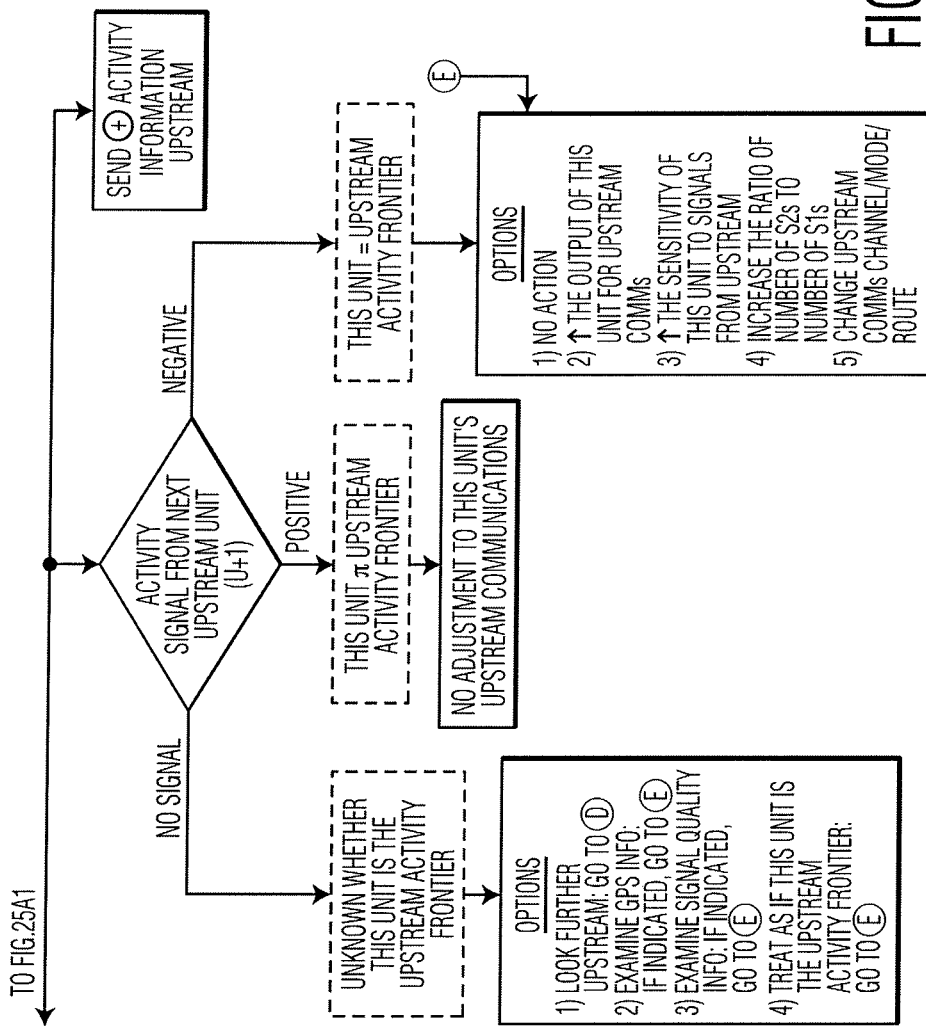 TO FIG.25A1
SEND + ACTIVITY
INFORMATION
UPSTREAM
ACTIVITY
SIGNAL FROM NEXT
UPSTREAM UNIT
(U+1)
NO SIGNAL
POSITIVE
NEGATIVE
UNKNOWN WHETHER
THIS UNIT IS THE
UPSTREAM ACTIVITY
FRONTIER
THIS UNIT π UPSTREAM
ACTIVITY FRONTIER
THIS UNIT = UPSTREAM
ACTIVITY FRONTIER
OPTIONS
1) LOOK FURTHER
UPSTREAM: GO TO D
2) EXAMINE GPS INFO:
IF INDICATED, GO TO E
3) EXAMINE SIGNAL QUALITY
INFO: IF INDICATED,
GO TO E
4) TREAT AS IF THIS UNIT IS
THE UPSTREAM
ACTIVITY FRONTIER:
GO TO E
NO ADJUSTMENT TO THIS UNIT'S
UPSTREAM COMMUNICATIONS
E
OPTIONS
1) NO ACTION
2) ↑ THE OUTPUT OF THIS
UNIT FOR UPSTREAM
COMMs
3) ↑ THE SENSITIVITY OF
THIS UNIT TO SIGNALS
FROM UPSTREAM
4) INCREASE THE RATIO OF
NUMBER OF S2s TO
NUMBER OF S1s
5) CHANGE UPSTREAM
COMMs CHANNEL/MODE/
ROUTE